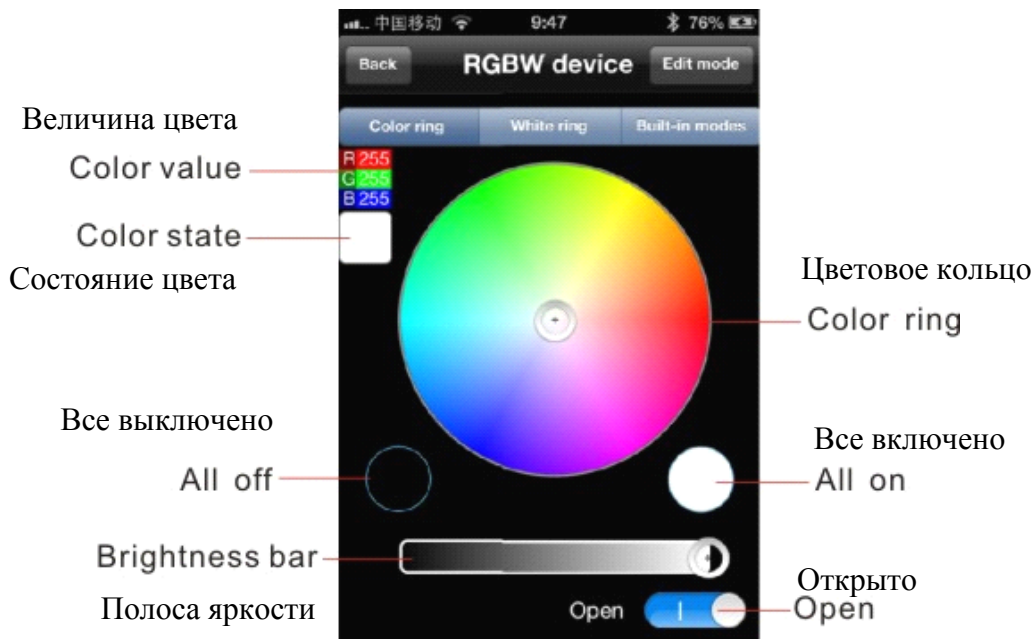 中国移动 9:47 76%
Back RGBW device Edit mode
Color ring White ring Built-in modes
Величина цвета
Color value
R 255
G 255
B 255
Color state
Состояние цвета
Цветовое кольцо
Color ring
Все выключено
All off
Все включено
All on
Brightness bar
Полоса яркости
Open
Открыто
Open